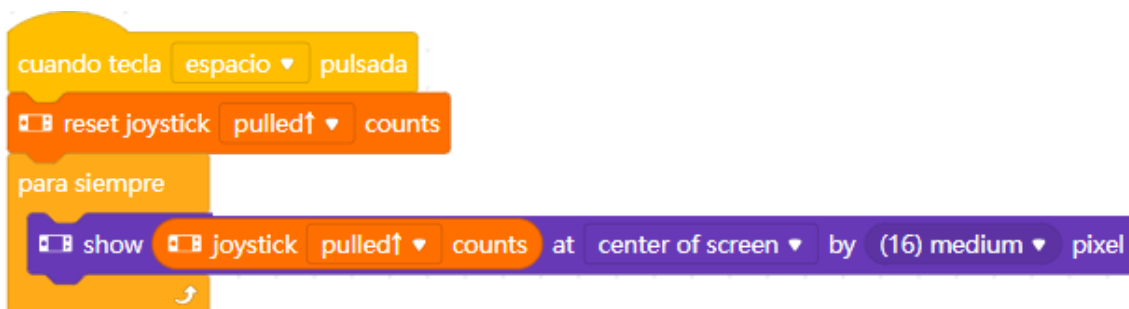 cuando tecla espacio ▼ pulsada
reset joystick pulled↑ ▼ counts
para siempre
show joystick pulled↑ ▼ counts at center of screen ▼ by (16) medium ▼ pixel